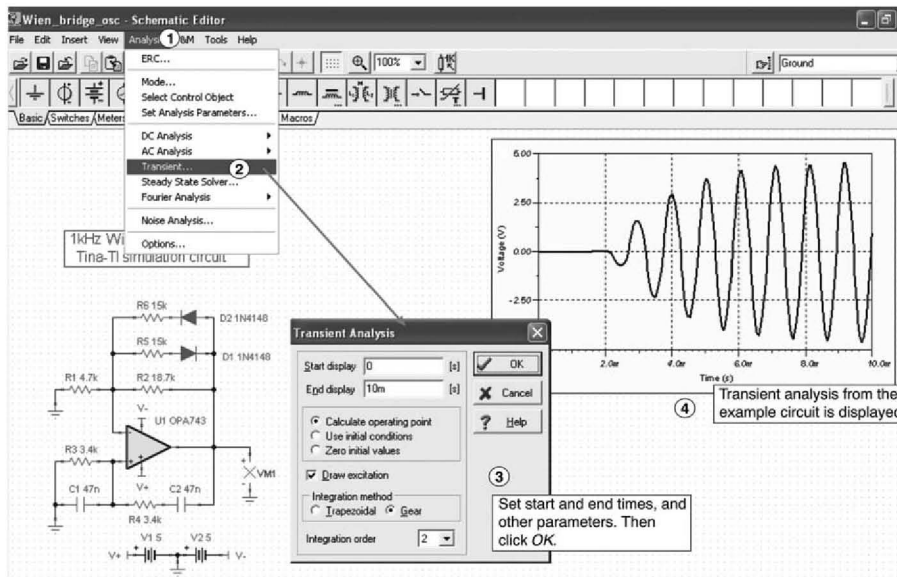 Wien_bridge_osc - Schematic Editor
File Edit Insert View Analysis T&M Tools Help
1
100%
Ground
Basic Switches Meters
Macros
ERC...
Mode...
Select Control Object
Set Analysis Parameters...
DC Analysis
AC Analysis
Transient...
2
Steady State Solver...
Fourier Analysis
Noise Analysis...
Options...
1kHz Wi
Tina-TI simulation circuit
R6 15k
D2 1N4148
R5 15k
D1 1N4148
R1 4.7k
R2 18.7k
V-
U1 OPA743
R3 3.4k
V+
VM1
C1 47n
C2 47n
R4 3.4k
V1 5
V2 5
V+
V-
Transient Analysis
Start display 0 [s]
End display 10m [s]
Calculate operating point
Use initial conditions
Zero initial values
Draw excitation
Integration method
Trapezoidal Gear
Integration order 2
OK
Cancel
? Help
3
Set start and end times, and
other parameters. Then
click OK.
Voltage (V)
5.00
2.50
0.00
-2.50
2.0m
4.0m
6.0m
8.0m
10.0m
Time (s)
4
Transient analysis from the
example circuit is displayed